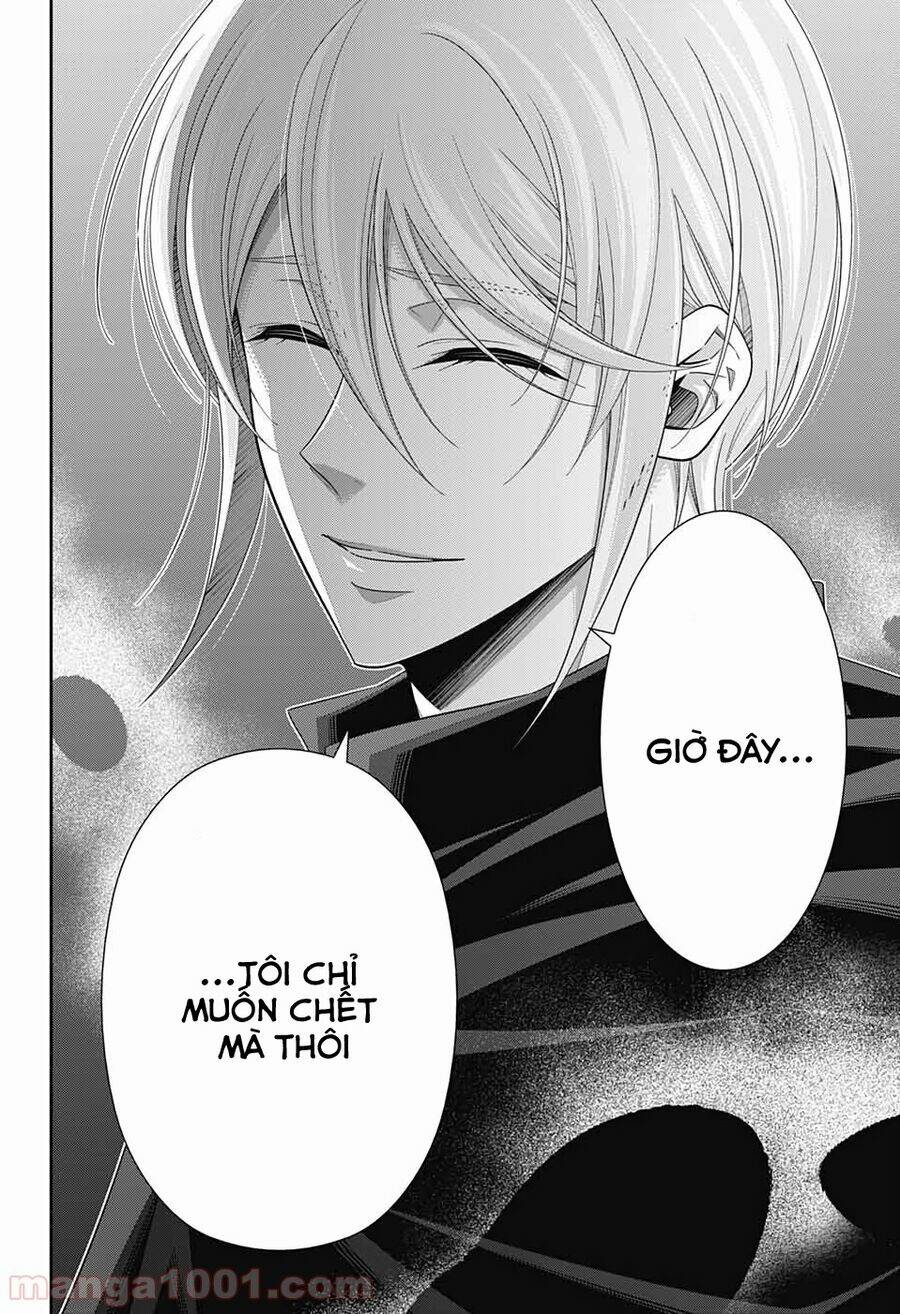 GIỜ ĐÂY...
...TÔI CHỈ
MUỐN CHẾT
MÀ THÔI
manga1001.com